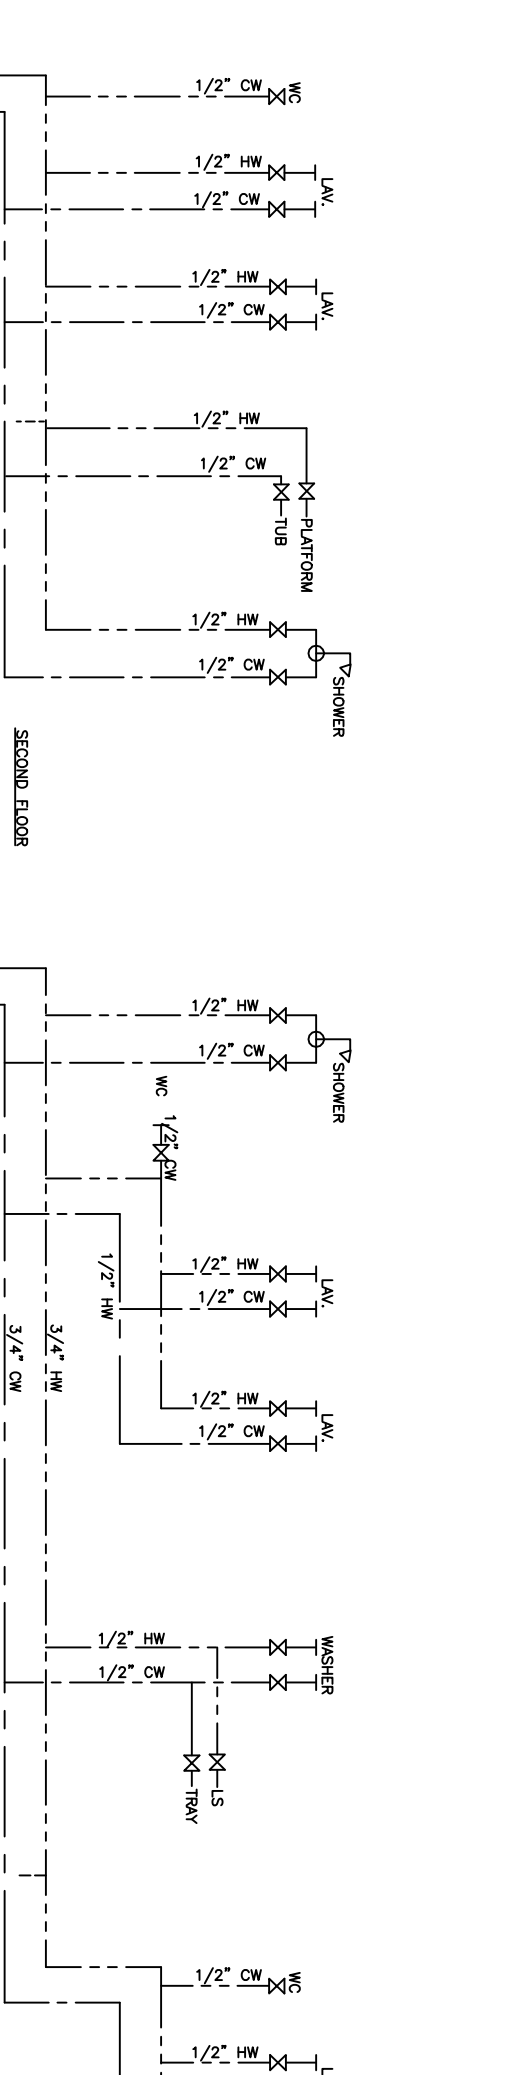 1/2" CW
WC
1/2" HW
LAV.
1/2" CW
1/2" HW
LAV.
1/2" CW
1/2" HW
1/2" CW
TUB
PLATFORM
1/2" HW
1/2" CW
SHOWER
SECOND FLOOR
1/2" HW
1/2" CW
SHOWER
WC
1/2" CW
1/2" HW
LAV.
1/2" CW
1/2" HW
3/4" CW
3/4" HW
1/2" HW
LAV.
1/2" CW
1/2" HW
WASHER
1/2" CW
TRAY
LS
1/2" CW
WC
1/2" HW